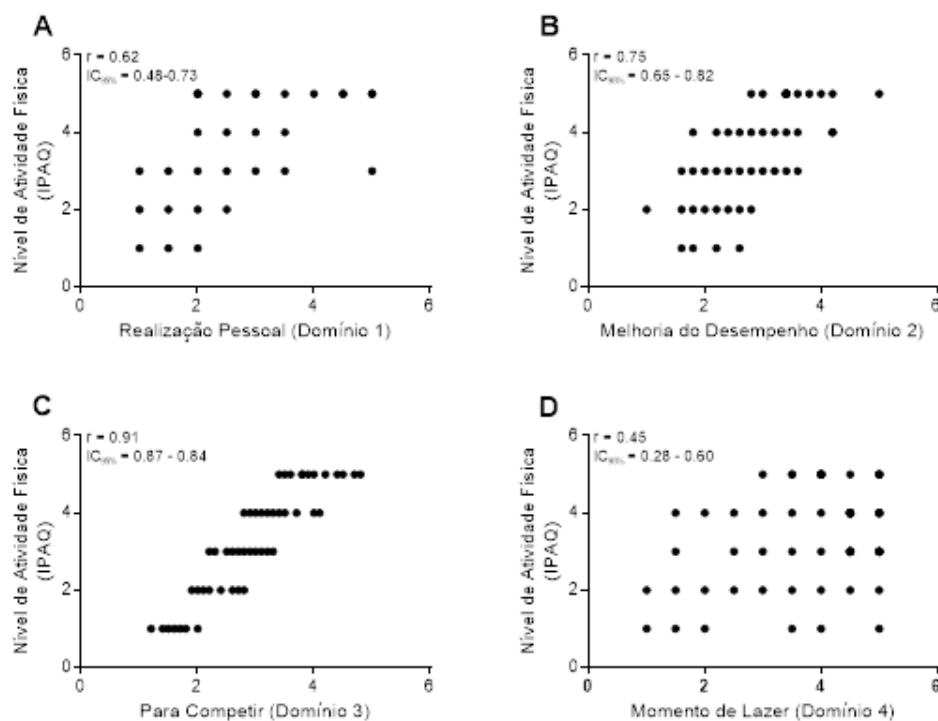 A
r = 0.62
IC95% = 0.48-0.73
Nível de Atividade Física
(IPAQ)
6
4
2
0
0 2 4 6
Realização Pessoal (Domínio 1)
B
r = 0.75
IC95% = 0.65 - 0.82
Nível de Atividade Física
(IPAQ)
6
4
2
0
0 2 4 6
Melhoria do Desempenho (Domínio 2)
C
r = 0.91
IC95% = 0.87 - 0.84
Nível de Atividade Física
(IPAQ)
6
4
2
0
0 2 4 6
Para Competir (Domínio 3)
D
r = 0.45
IC95% = 0.28 - 0.60
Nível de Atividade Física
(IPAQ)
6
4
2
0
0 2 4 6
Momento de Lazer (Domínio 4)